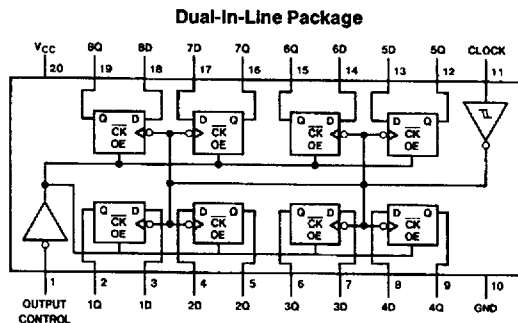 Dual-In-Line Package
VCC 8Q 8D 7D 7Q 6Q 6D 5D 5Q CLOCK
20 19 18 17 16 15 14 13 12 11
Q D D Q Q D D Q
CK CK CK CK
OE OE OE OE
Q D D Q Q D D Q
CK CK CK CK
OE OE OE OE
1 2 3 4 5 6 7 8 9 10
OUTPUT CONTROL 1Q 1D 2D 2Q 3Q 3D 4D 4Q GND